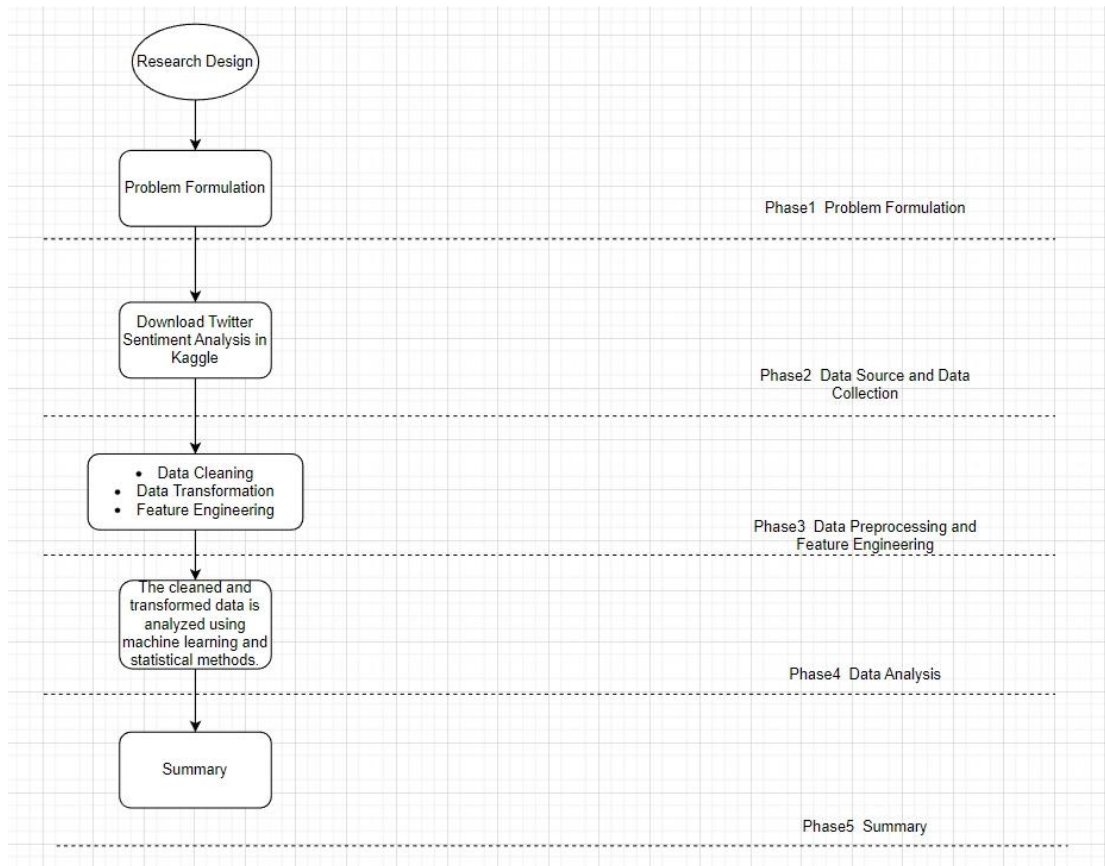 Research Design
Problem Formulation
Phase1 Problem Formulation
Download Twitter
Sentiment Analysis in
Kaggle
Phase2 Data Source and Data
Collection
• Data Cleaning
• Data Transformation
• Feature Engineering
Phase3 Data Preprocessing and
Feature Engineering
The cleaned and
transformed data is
analyzed using
machine learning and
statistical methods.
Phase4 Data Analysis
Summary
Phase5 Summary